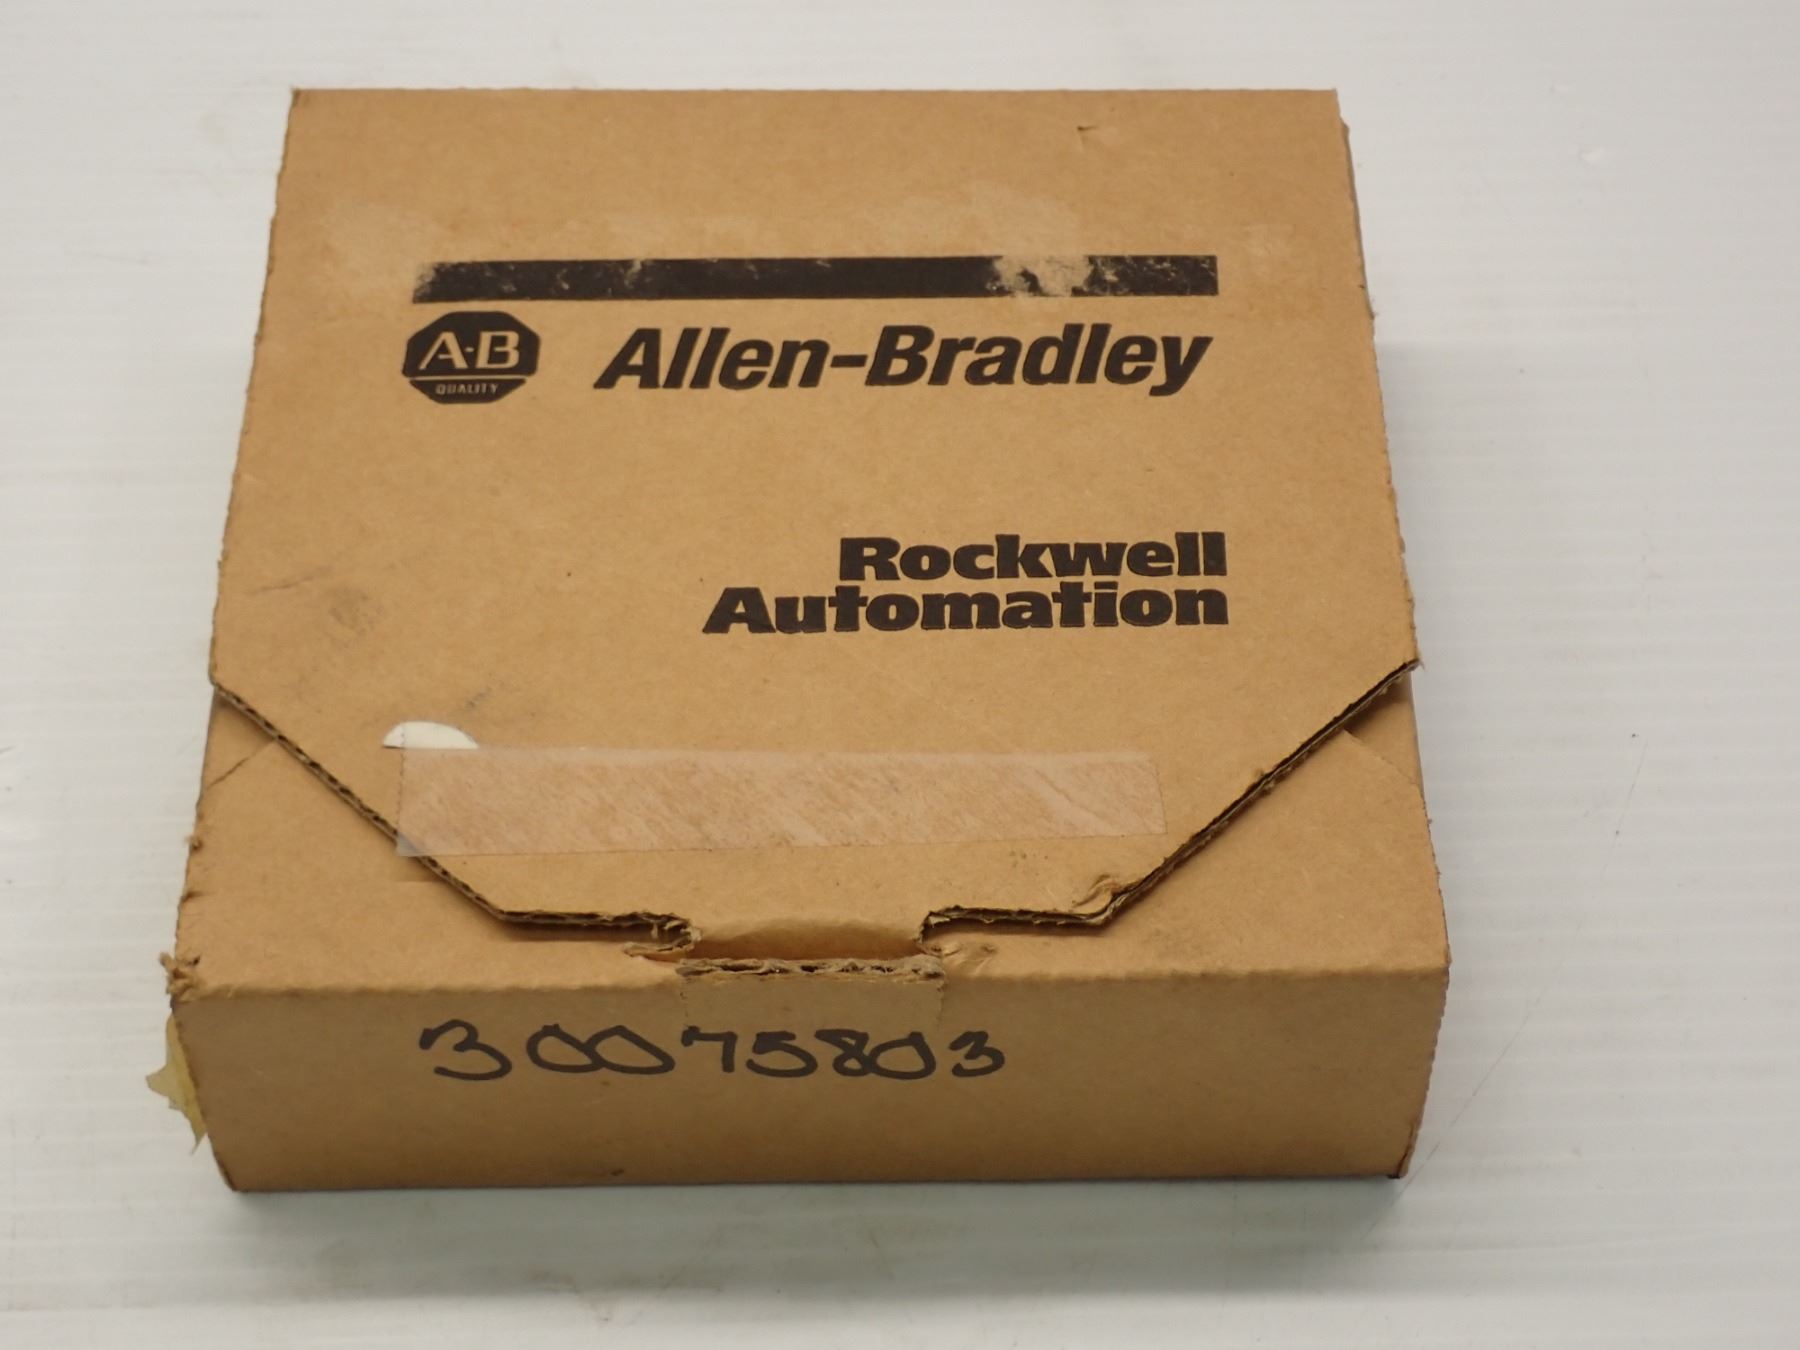 A-B
QUALITY
Allen-Bradley
Rockwell
Automation
30075803